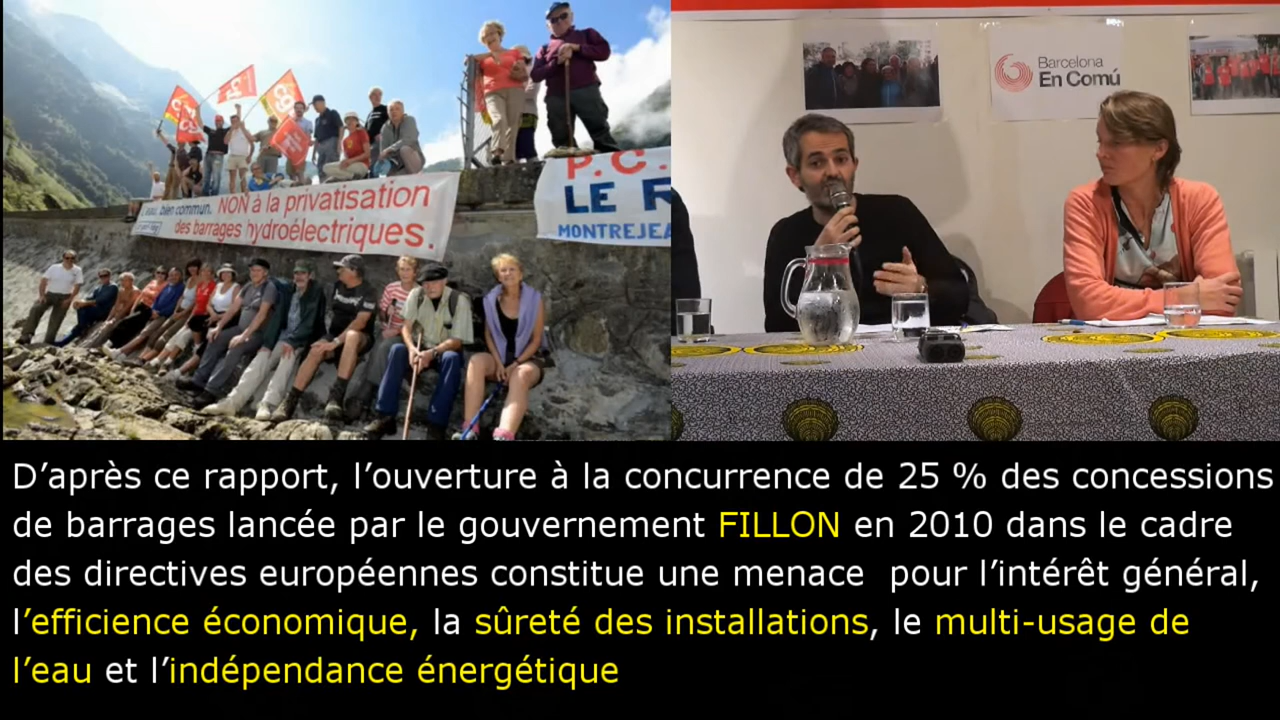 Barcelona
En Comú
bien commun. NON à la privatisation
des barrages hydroélectriques.
P.C.
LE R
MONTREJEA
D’après ce rapport, l’ouverture à la concurrence de 25 % des concessions
de barrages lancée par le gouvernement FILLON en 2010 dans le cadre
des directives européennes constitue une menace pour l’intérêt général,
l’efficience économique, la sûreté des installations, le multi-usage de
l’eau et l’indépendance énergétique